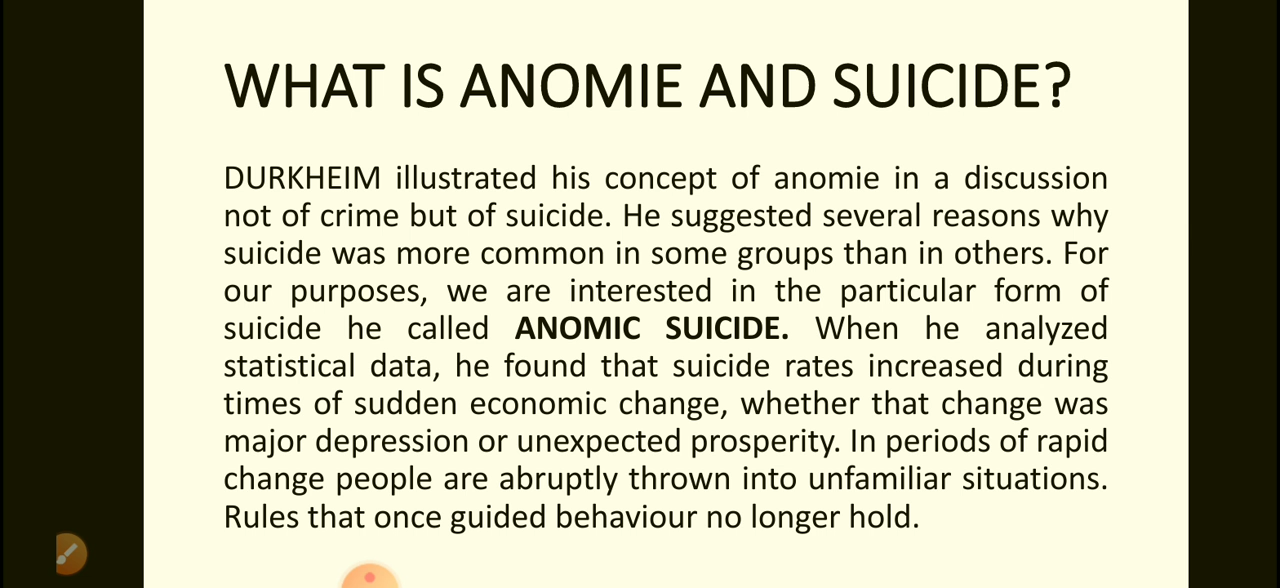 WHAT IS ANOMIE AND SUICIDE?
DURKHEIM illustrated his concept of anomie in a discussion
not of crime but of suicide. He suggested several reasons why
suicide was more common in some groups than in others. For
our purposes, we are interested in the particular form of
suicide he called ANOMIC SUICIDE. When he analyzed
statistical data, he found that suicide rates increased during
times of sudden economic change, whether that change was
major depression or unexpected prosperity. In periods of rapid
change people are abruptly thrown into unfamiliar situations.
Rules that once guided behaviour no longer hold.